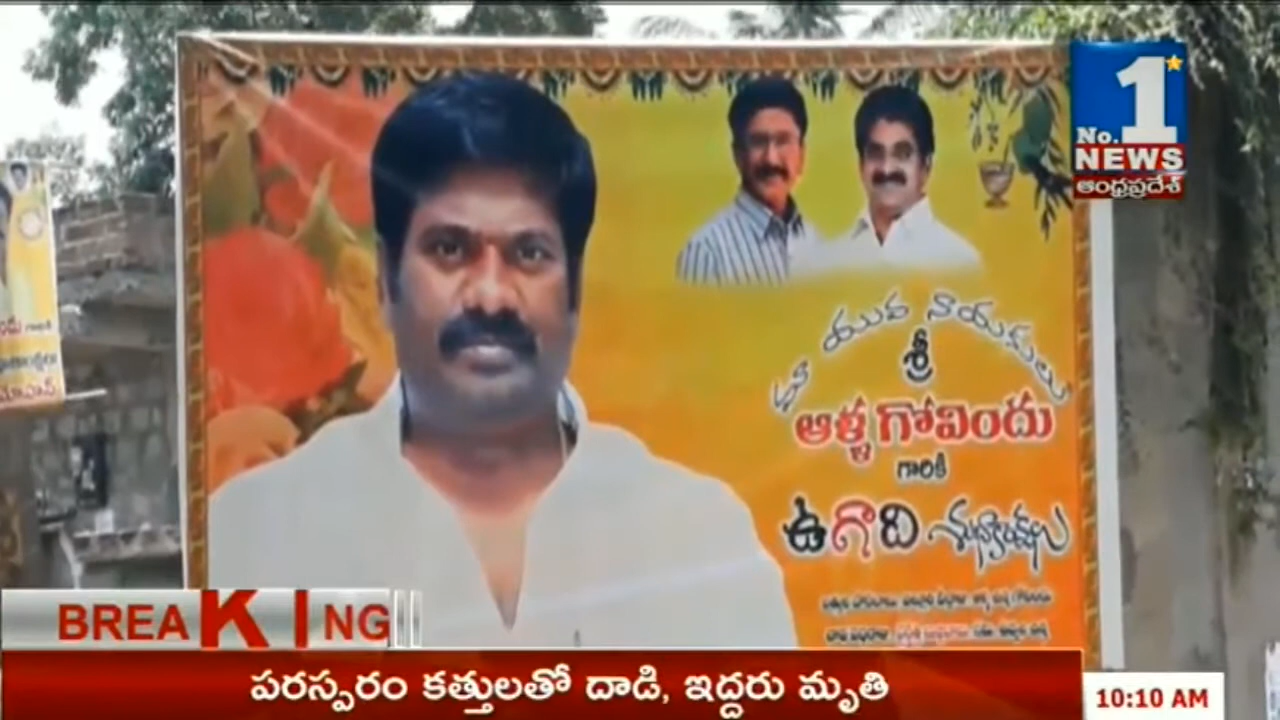 No. 1
NEWS
ఆంధ్రప్రదేశ్
మా యువ నాయకులు
శ్రీ
ఆళ్ళ గోవిందు
గారికి
ఉగాది శుభాకాంక్షలు
BREAKING
పరస్పరం కత్తులతో దాడి, ఇద్దరు మృతి
10:10 AM